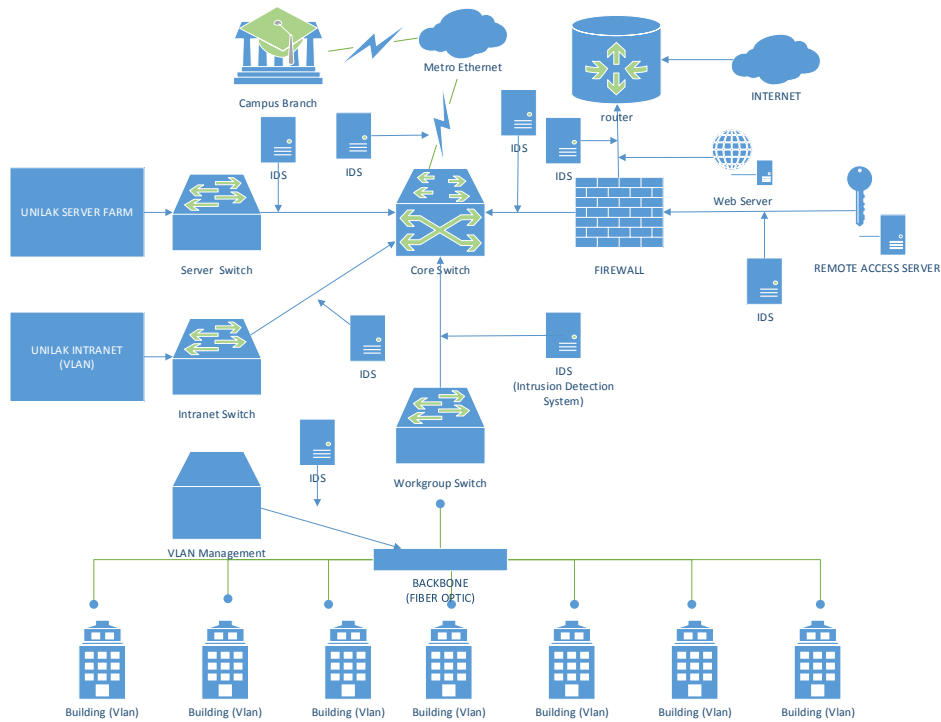 Metro Ethernet
Campus Branch
INTERNET
router
IDS
IDS
IDS
IDS
Web Server
UNILAK SERVER FARM
Server  Switch
Core Switch
FIREWALL
REMOTE ACCESS SERVER
IDS
UNILAK INTRANET
(VLAN)
IDS
IDS
(Intrusion Detection
System)
Intranet Switch
IDS
Workgroup Switch
VLAN Management
BACKBONE
(FIBER OPTIC)
Building (Vlan)
Building (Vlan)
Building (Vlan)
Building (Vlan)
Building (Vlan)
Building (Vlan)
Building (Vlan)